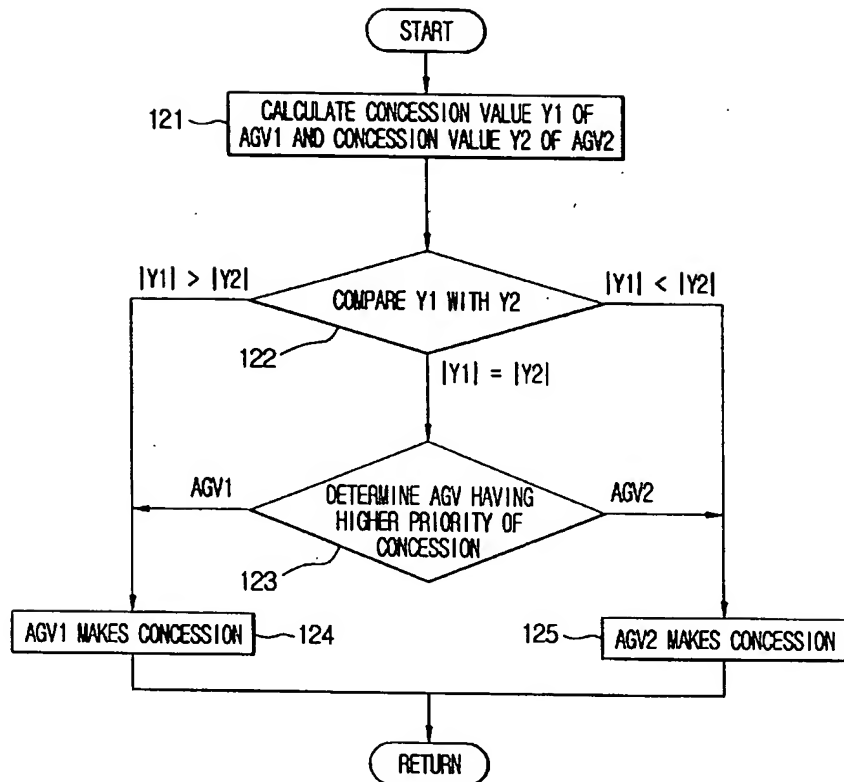 START
121
CALCULATE CONCESSION VALUE Y1 OF
AGV1 AND CONCESSION VALUE Y2 OF AGV2
|Y1| > |Y2|
|Y1| < |Y2|
COMPARE Y1 WITH Y2
122
|Y1| = |Y2|
AGV1
AGV2
DETERMINE AGV HAVING
HIGHER PRIORITY OF
CONCESSION
123
AGV1 MAKES CONCESSION
124
125
AGV2 MAKES CONCESSION
RETURN